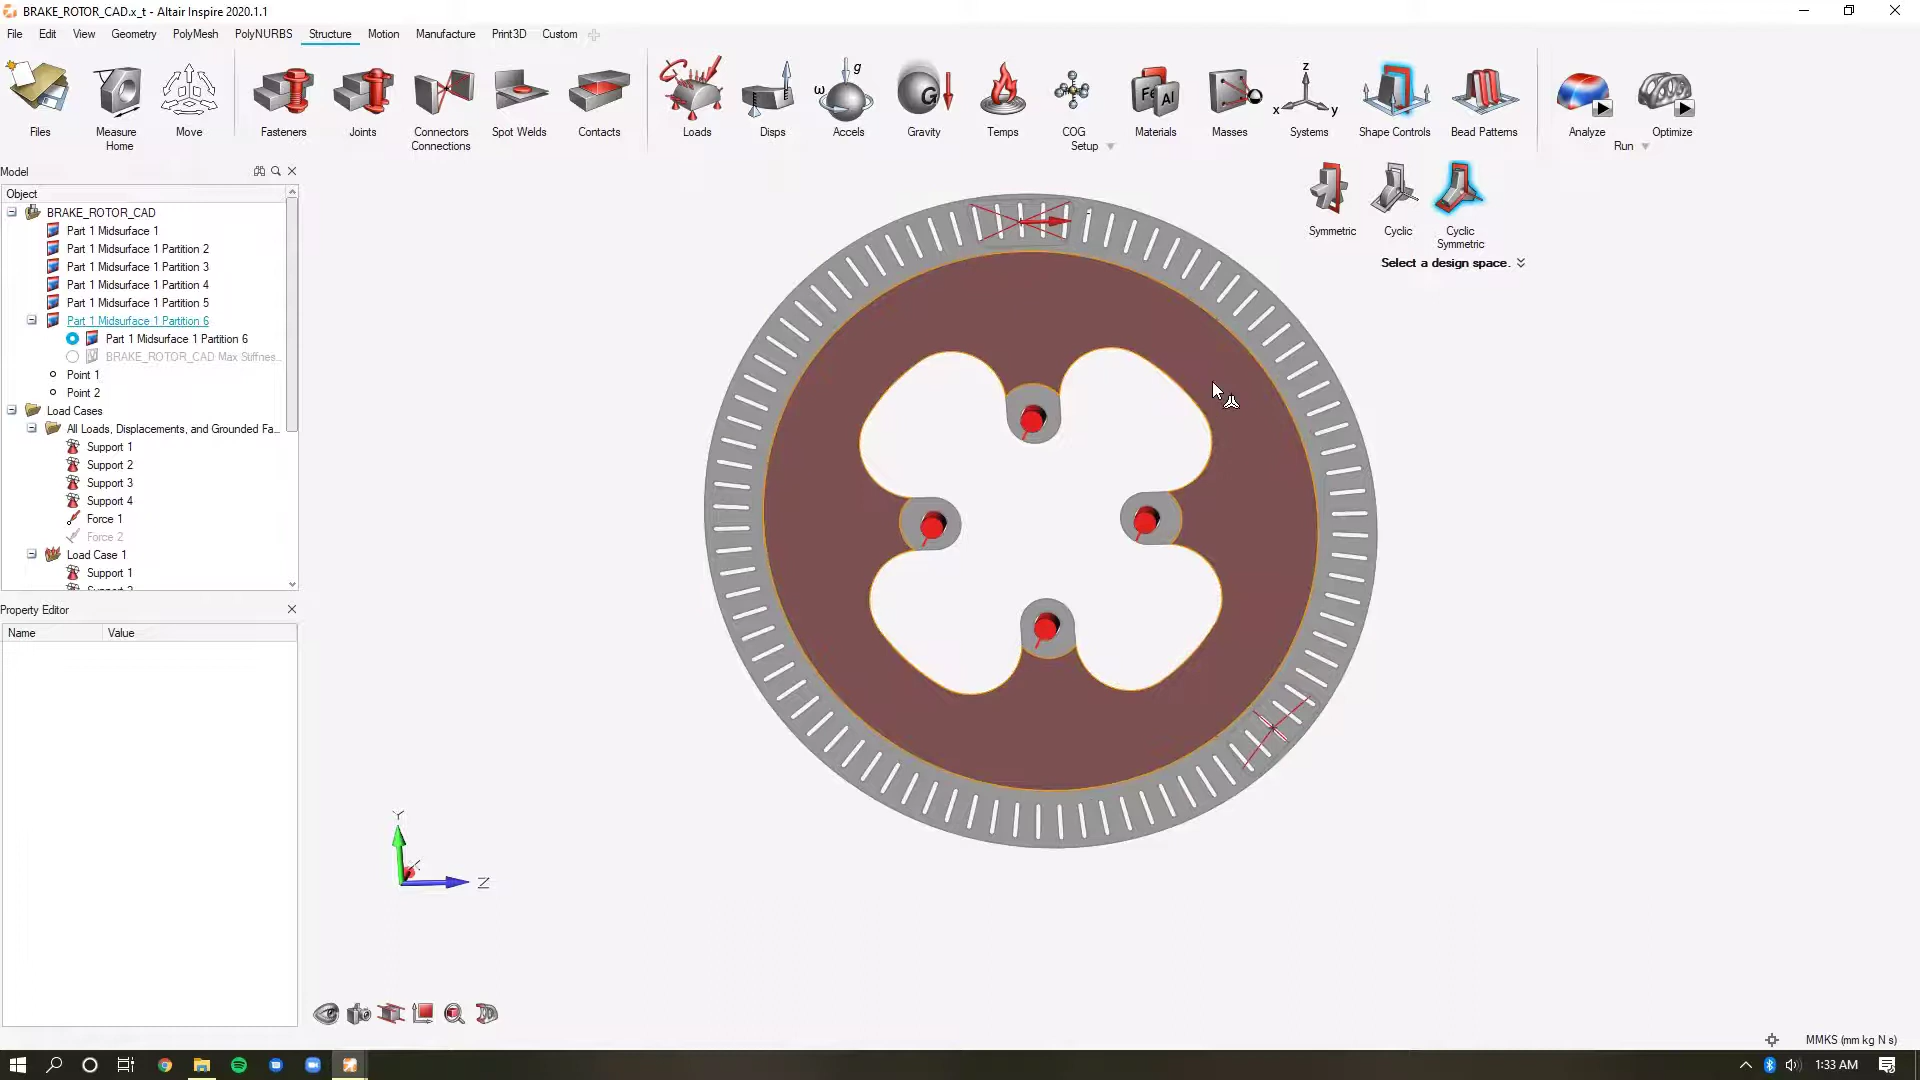 BRAKE_ROTOR_CAD.x_t - Altair Inspire 2020.1.1
File Edit View Geometry PolyMesh PolyNURBS Structure Motion Manufacture Print3D Custom
g
z
ω
G
Fe
Al
x
y
Files Measure Move Fasteners Joints Connectors Spot Welds Contacts Loads Disps Accels Gravity Temps COG Materials Masses Systems Shape Controls Bead Patterns Analyze Optimize
Home Connections Setup Run
Symmetric Cyclic Cyclic
Symmetric
Select a design space.
Model
Object
BRAKE_ROTOR_CAD
Part 1 Midsurface 1
Part 1 Midsurface 1 Partition 2
Part 1 Midsurface 1 Partition 3
Part 1 Midsurface 1 Partition 4
Part 1 Midsurface 1 Partition 5
Part 1 Midsurface 1 Partition 6
Part 1 Midsurface 1 Partition 6
BRAKE_ROTOR_CAD Max Stiffnes...
Point 1
Point 2
Load Cases
All Loads, Displacements, and Grounded Fa...
Support 1
Support 2
Support 3
Support 4
Force 1
Force 2
Load Case 1
Support 1
Property Editor
Name Value
Y
Z
MMKS (mm kg N s)
1:33 AM